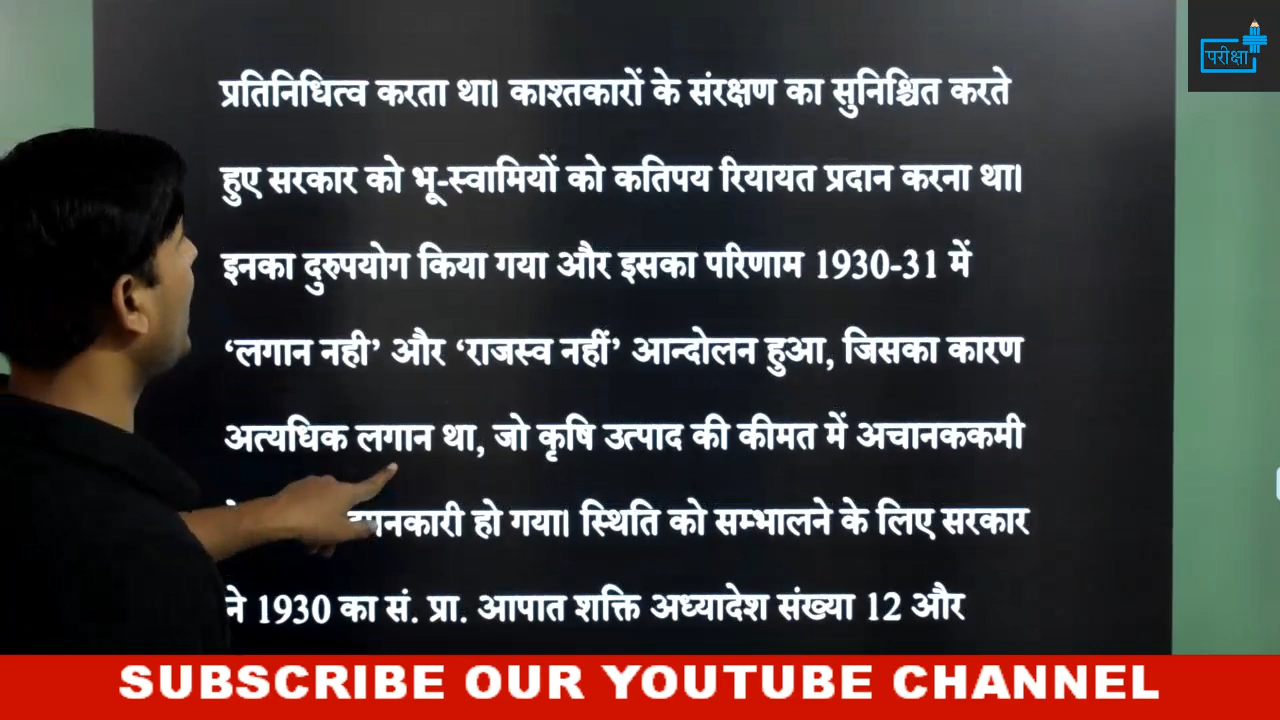 परीक्षा
प्रतिनिधित्व करता था। काश्तकारों के संरक्षण का सुनिश्चित करते
हुए सरकार को भू-स्वामियों को कतिपय रियायत प्रदान करना था।
इनका दुरुपयोग किया गया और इसका परिणाम 1930-31 में
‘लगान नही’ और ‘राजस्व नहीं’ आन्दोलन हुआ, जिसका कारण
अत्यधिक लगान था, जो कृषि उत्पाद की कीमत में अचानककमी
हो गया। स्थिति को सम्भालने के लिए सरकार
ने 1930 का सं. प्रा. आपात शक्ति अध्यादेश संख्या 12 और
SUBSCRIBE OUR YOUTUBE CHANNEL